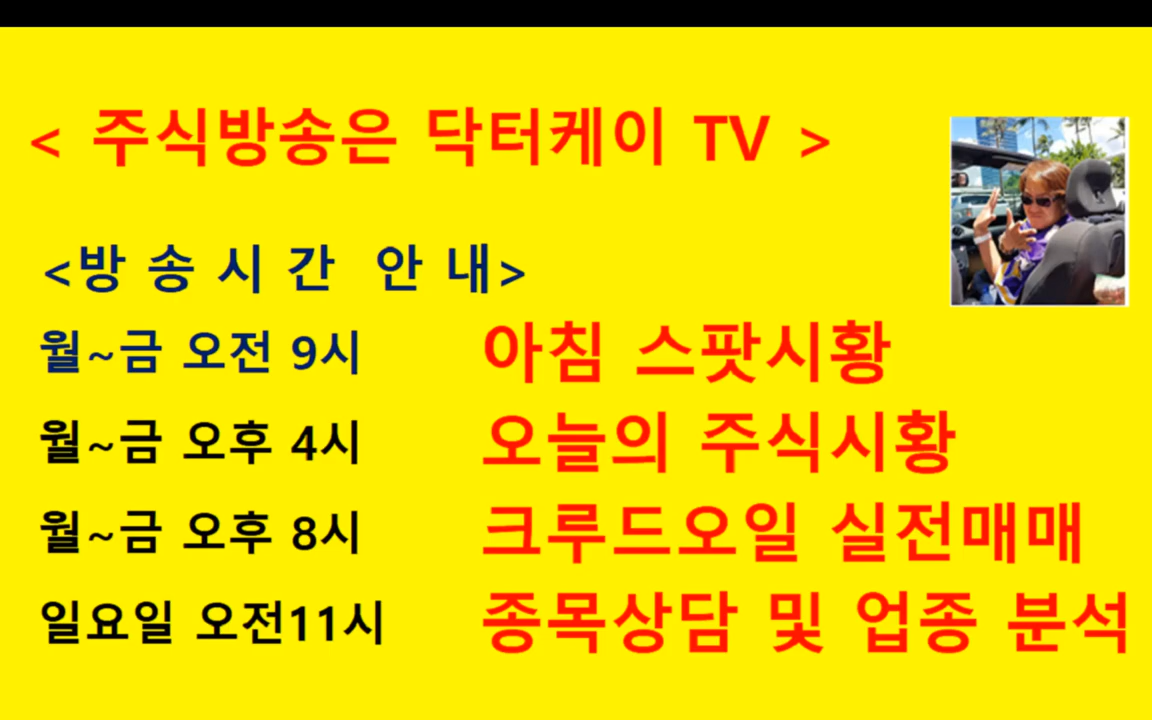 < 주식방송은 닥터케이 TV >
<방 송 시 간 안 내>
월~금 오전 9시 아침 스팟시황
월~금 오후 4시 오늘의 주식시황
월~금 오후 8시 크루드오일 실전매매
일요일 오전11시 종목상담 및 업종 분석